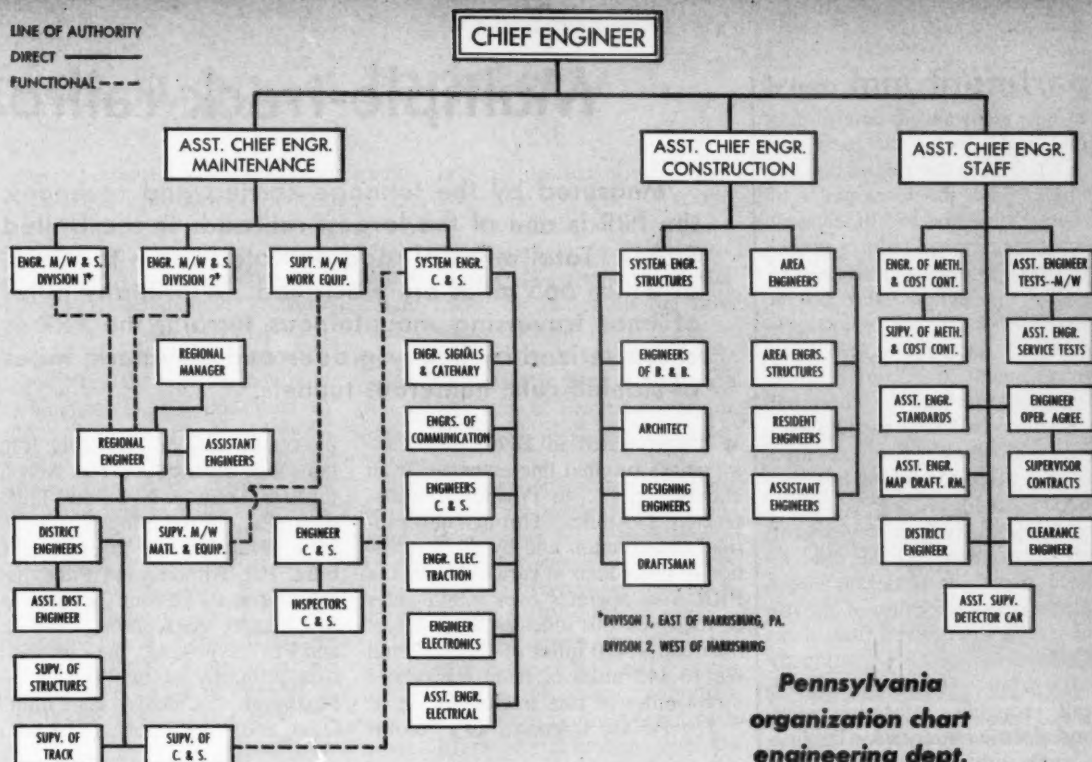 LINE OF AUTHORITY
DIRECT
FUNCTIONAL
CHIEF ENGINEER
ASST. CHIEF ENGR.
MAINTENANCE
ASST. CHIEF ENGR.
CONSTRUCTION
ASST. CHIEF ENGR.
STAFF
ENGR. M/W & S.
DIVISION 1*
ENGR. M/W & S.
DIVISION 2*
SUPT. M/W
WORK EQUIP.
SYSTEM ENGR.
C. & S.
SYSTEM ENGR.
STRUCTURES
AREA
ENGINEERS
ENGR. OF METH.
& COST CONT.
ASST. ENGINEER
TESTS--M/W
REGIONAL
MANAGER
ENGR. SIGNALS
& CATENARY
ENGINEERS
OF B. & B.
AREA ENGRS.
STRUCTURES
SUPV. OF METH.
& COST CONT.
ASST. ENGR.
SERVICE TESTS
REGIONAL
ENGINEER
ASSISTANT
ENGINEERS
ENGRS. OF
COMMUNICATION
ARCHITECT
RESIDENT
ENGINEERS
ASST. ENGR.
STANDARDS
ENGINEER
OPER. AGREE.
ENGINEERS
C. & S.
DESIGNING
ENGINEERS
ASSISTANT
ENGINEERS
ASST. ENGR.
MAP DRAFT. RM.
SUPERVISOR
CONTRACTS
DISTRICT
ENGINEERS
SUPV. M/W
MATL. & EQUIP.
ENGINEER
C. & S.
ENGR. ELEC.
TRACTION
DRAFTSMAN
DISTRICT
ENGINEER
CLEARANCE
ENGINEER
ASST. DIST.
ENGINEER
INSPECTORS
C. & S.
ENGINEER
ELECTRONICS
ASST. SUPV.
DETECTOR CAR
*DIVISON 1, EAST OF HARRISBURG, PA.
DIVISON 2, WEST OF HARRISBURG
SUPV. OF
STRUCTURES
ASST. ENGR.
ELECTRICAL
SUPV. OF
TRACK
SUPV. OF
C. & S.
Pennsylvania
organization chart
engineering dept.